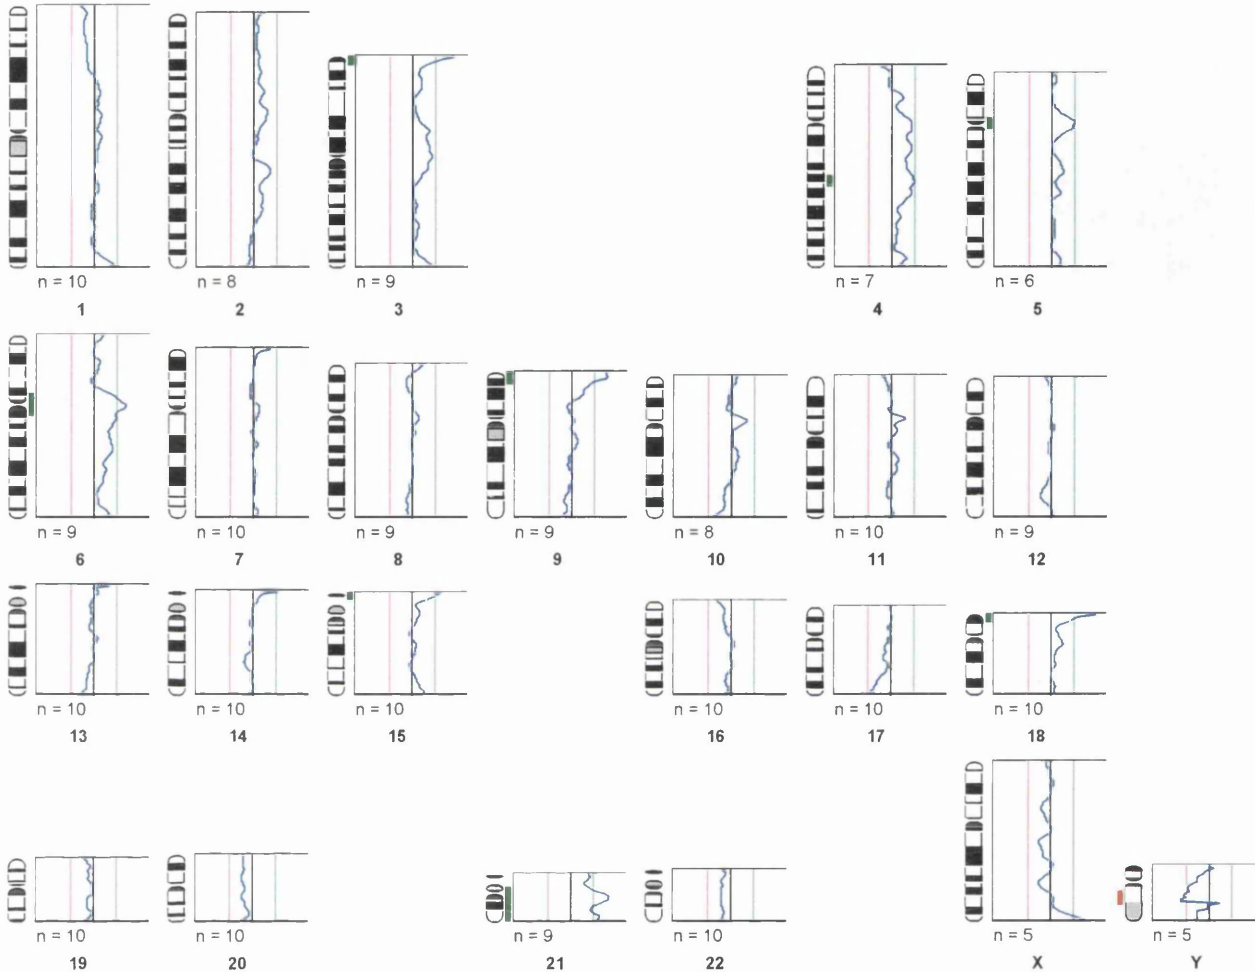 n = 10 n = 8 n = 9 n = 7 n = 6
1 2 3 4 5
n = 9 n = 10 n = 9 n = 9 n = 8 n = 10 n = 9
6 7 8 9 10 11 12
n = 10 n = 10 n = 10 n = 10 n = 10 n = 10
13 14 15 16 17 18
n = 10 n = 10 n = 9 n = 10 n = 5 n = 5
19 20 21 22 X Y